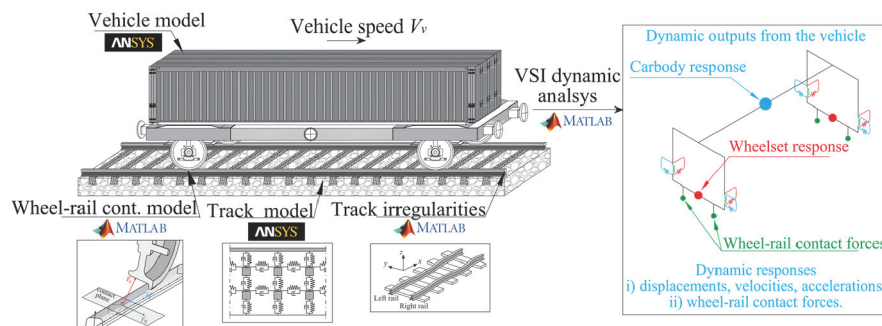 Vehicle model
ANSYS
Vehicle speed Vv
VSI dynamic
analsys
MATLAB
Wheel-rail cont. model
MATLAB
Track model
ANSYS
Track irregularities
MATLAB
contact
plane
z
y
x
Left rail
Right rail
Dynamic outputs from the vehicle
Carbody response
Wheelset response
Wheel-rail contact forces
Dynamic responses
i) displacements, velocities, accelerations
ii) wheel-rail contact forces.